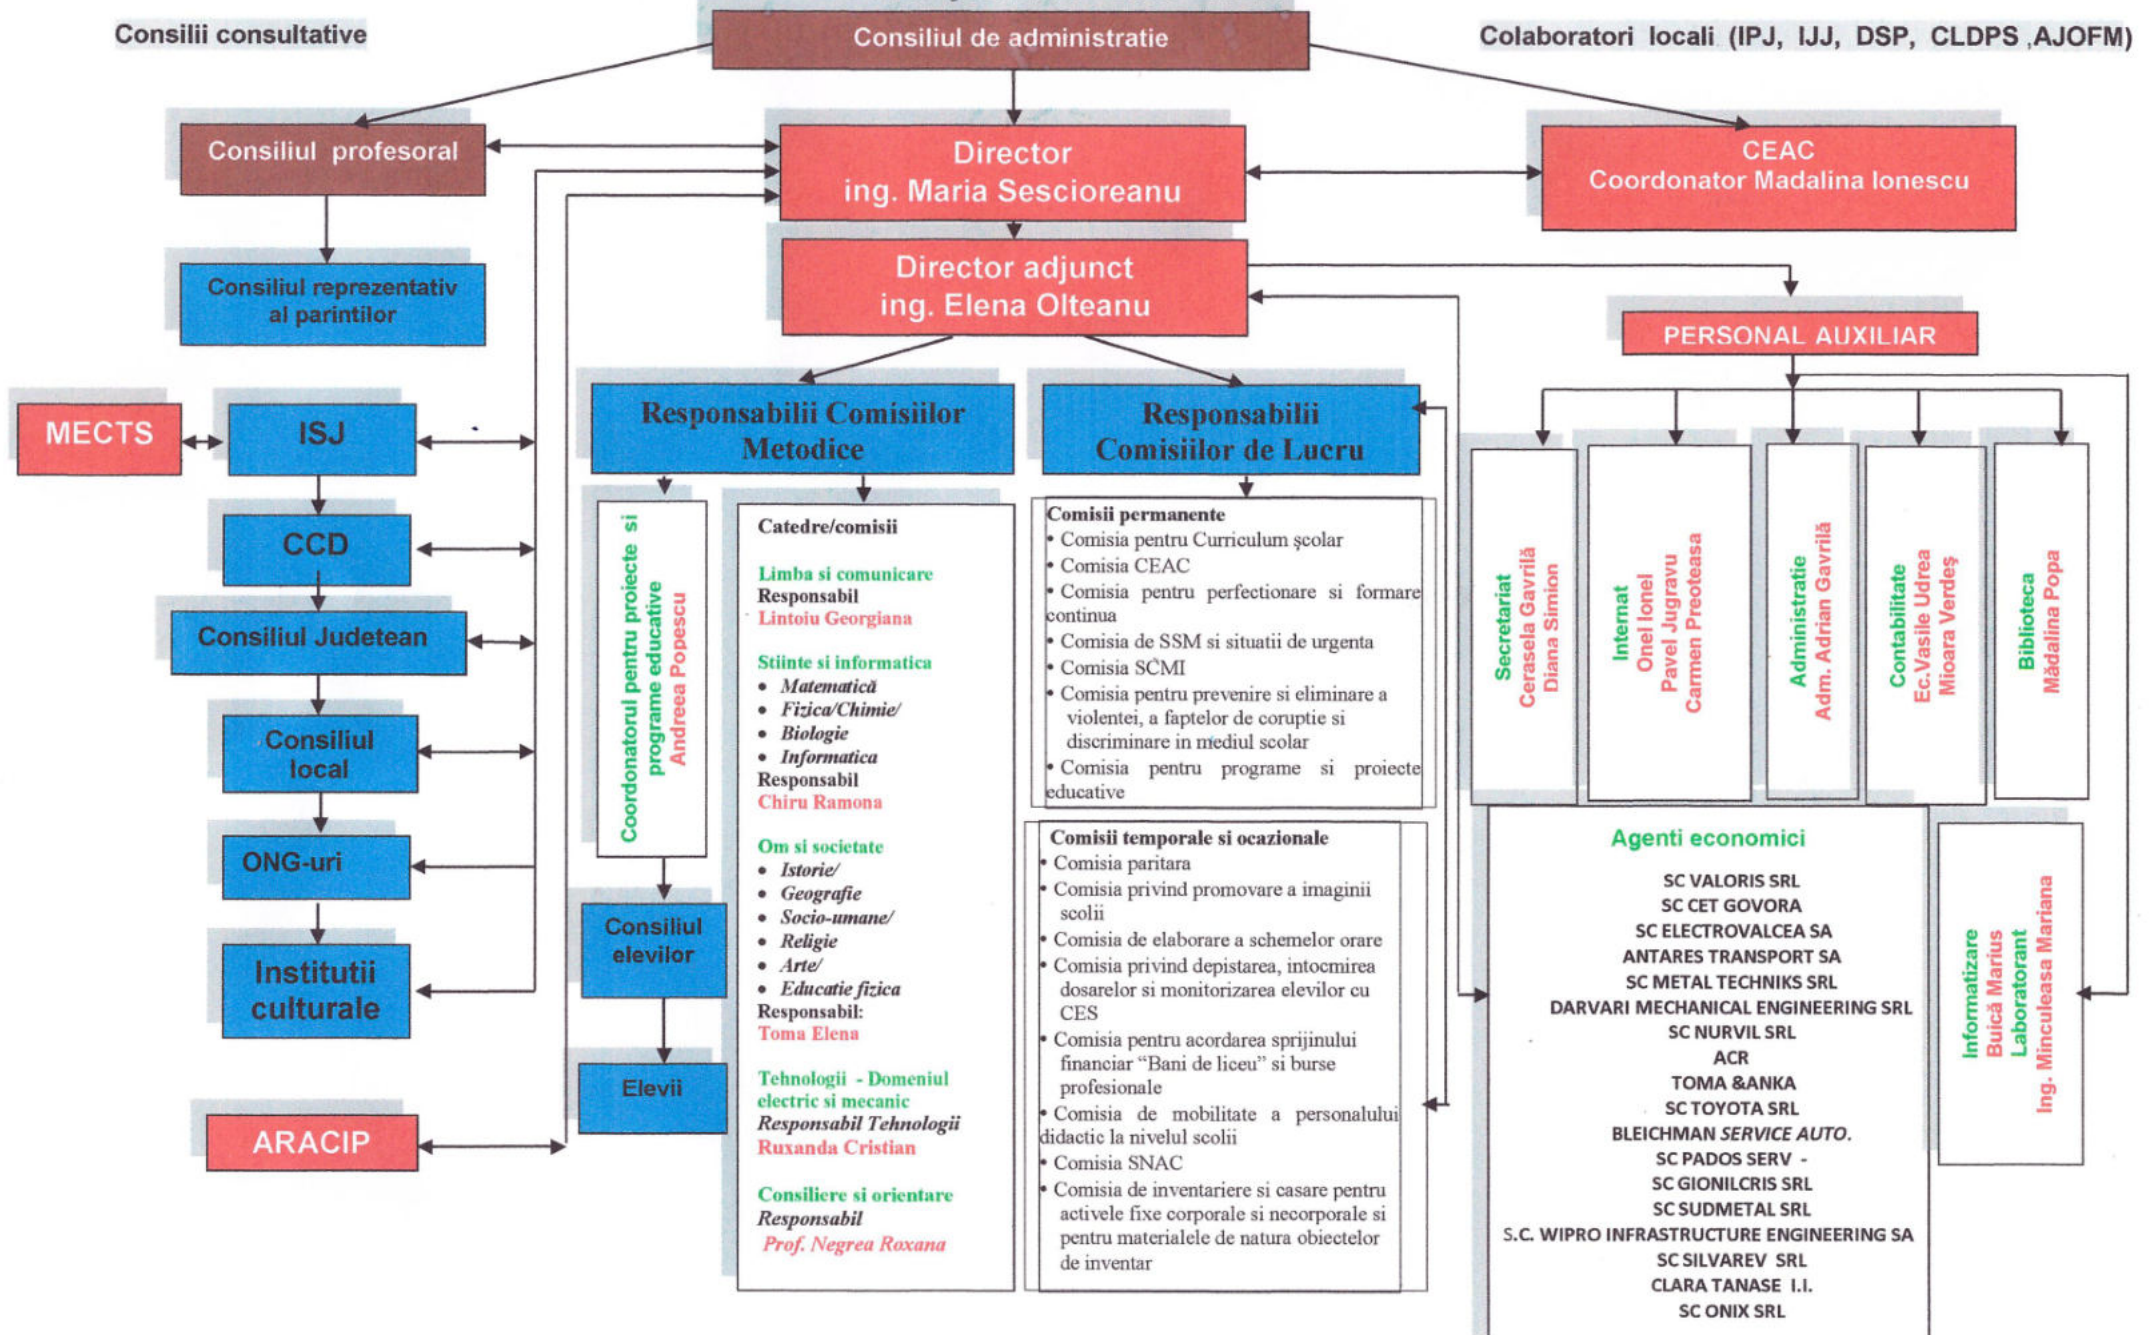 Consilii consultative
Consiliul de administratie
Colaboratori locali (IPJ, IJJ, DSP, CLDPS ,AJOFM)
Consiliul profesoral
Director
ing. Maria Sescioreanu
CEAC
Coordonator Madalina Ionescu
Consiliul reprezentativ
al parintilor
Director adjunct
ing. Elena Olteanu
PERSONAL AUXILIAR
MECTS
ISJ
CCD
Consiliul Judetean
Consiliul
local
ONG-uri
Institutii
culturale
ARACIP
Responsabilii Comisiilor
Metodice
Responsabilii
Comisiilor de Lucru
Coordonatorul pentru proiecte si
programe educative
Andreea Popescu
Consiliul
elevilor
Elevii
Catedre/comisii
Limba si comunicare
Responsabil
Lintoiu Georgiana
Stiinte si informatica
• Matematică
• Fizica/Chimie/
• Biologie
• Informatica
Responsabil
Chiru Ramona
Om si societate
• Istorie/
• Geografie
• Socio-umane/
• Religie
• Arte/
• Educatie fizica
Responsabil:
Toma Elena
Tehnologii - Domeniul
electric si mecanic
Responsabil Tehnologii
Ruxanda Cristian
Consiliere si orientare
Responsabil
Prof. Negrea Roxana
Comisii permanente
• Comisia pentru Curriculum şcolar
• Comisia CEAC
• Comisia pentru perfectionare si formare
continua
• Comisia de SSM si situatii de urgenta
• Comisia SCMI
• Comisia pentru prevenire si eliminare a
violentei, a faptelor de coruptie si
discriminare in mediul scolar
• Comisia pentru programe si proiecte
educative
Comisii temporale si ocazionale
• Comisia paritara
• Comisia privind promovare a imaginii
scolii
• Comisia de elaborare a schemelor orare
• Comisia privind depistarea, intocmirea
dosarelor si monitorizarea elevilor cu
CES
• Comisia pentru acordarea sprijinului
financiar “Bani de liceu” si burse
profesionale
• Comisia de mobilitate a personalului
didactic la nivelul scolii
• Comisia SNAC
• Comisia de inventariere si casare pentru
activele fixe corporale si necorporale si
pentru materialele de natura obiectelor
de inventar
Secretariat
Cerasela Gavrilă
Diana Simion
Internat
Onel Ionel
Pavel Jugravu
Carmen Preoteasa
Administratie
Adm. Adrian Gavrilă
Contabilitate
Ec.Vasile Udrea
Mioara Verdeş
Biblioteca
Mădalina Popa
Agenti economici
SC VALORIS SRL
SC CET GOVORA
SC ELECTROVALCEA SA
ANTARES TRANSPORT SA
SC METAL TECHNIKS SRL
DARVARI MECHANICAL ENGINEERING SRL
SC NURVIL SRL
ACR
TOMA &ANKA
SC TOYOTA SRL
BLEICHMAN SERVICE AUTO.
SC PADOS SERV -
SC GIONILCRIS SRL
SC SUDMETAL SRL
S.C. WIPRO INFRASTRUCTURE ENGINEERING SA
SC SILVAREV SRL
CLARA TANASE I.I.
SC ONIX SRL
Informatizare
Buică Marius
Laborant
Ing. Minculeasa Mariana